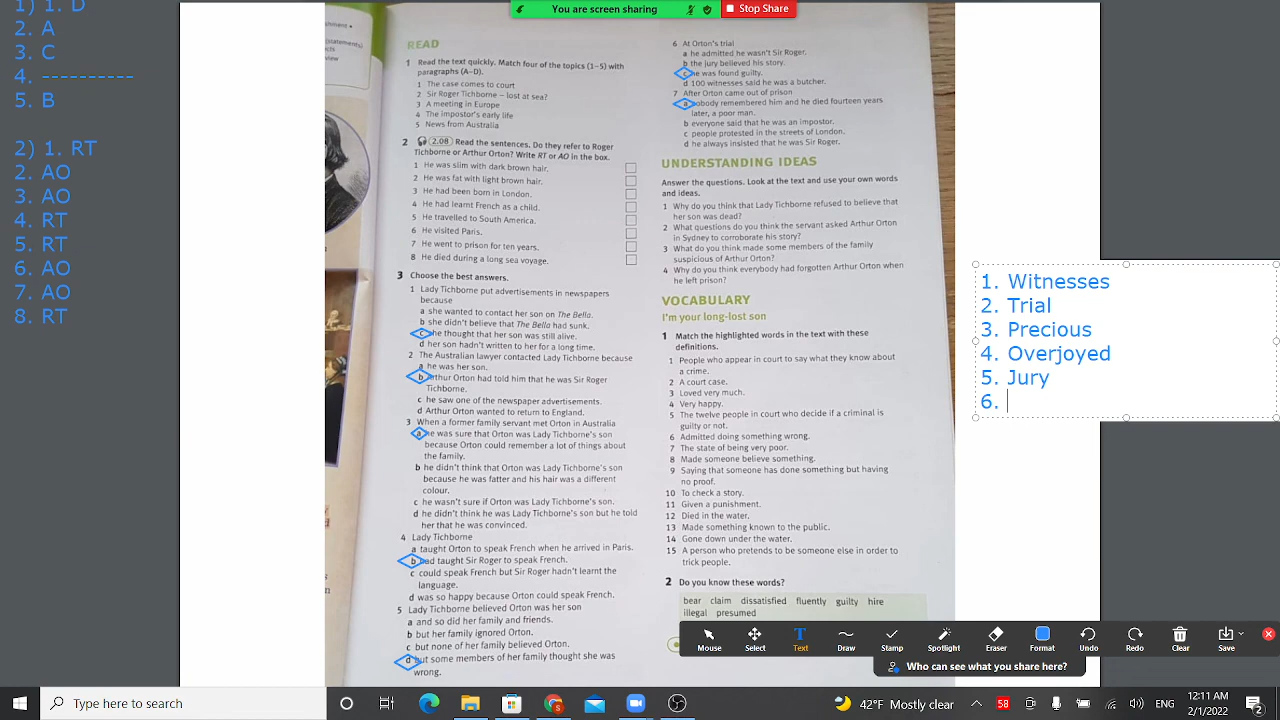 You are screen sharing
Stop Share
1) 1. D
2. A
3. C
4. ----------
5. B
2) 1. RT
2. AO
3. AO
4. RT
5. RT
6. AO
7. AO
8. RT
READ
1 Read the text quickly. Match four of the topics (1–5) with
paragraphs (A–D).
1 The case comes to court
2 Sir Roger Tichborne – lost at sea?
3 A meeting in Europe
4 The impostor's early life
5 News from Australia
2 2.08 Read the sentences. Do they refer to Roger
Tichborne or Arthur Orton? Write RT or AO in the box.
1 He was slim with dark brown hair.
2 He was fat with light brown hair.
3 He had been born in London.
4 He had learnt French as a child.
5 He travelled to South America.
6 He visited Paris.
7 He went to prison for ten years.
8 He died during a long sea voyage.
3 Choose the best answers.
1 Lady Tichborne put advertisements in newspapers
because
a she wanted to contact her son on The Bella.
b she didn't believe that The Bella had sunk.
c she thought that her son was still alive.
d her son hadn't written to her for a long time.
2 The Australian lawyer contacted Lady Tichborne because
a he was her son.
b Arthur Orton had told him that he was Sir Roger
Tichborne.
c he saw one of the newspaper advertisements.
d Arthur Orton wanted to return to England.
3 When a former family servant met Orton in Australia
a he was sure that Orton was Lady Tichborne's son
because Orton could remember a lot of things about
the family.
b he didn't think that Orton was Lady Tichborne's son
because he was fatter and his hair was a different
colour.
c he wasn't sure if Orton was Lady Tichborne's son.
d he didn't think he was Lady Tichborne's son but he told
her that he was convinced.
4 Lady Tichborne
a taught Orton to speak French when he arrived in Paris.
b had taught Sir Roger to speak French.
c could speak French but Sir Roger hadn't learnt the
language.
d was so happy because Orton could speak French.
5 Lady Tichborne believed Orton was her son
a and so did her family and friends.
b but her family ignored Orton.
c but none of her family believed Orton.
d but some members of her family thought she was
wrong.
6 At Orton's trial
a he admitted he wasn't Sir Roger.
b the jury believed his story.
c he was found guilty.
d 100 witnesses said he was a butcher.
7 After Orton came out of prison
a nobody remembered him and he died fourteen years
later, a poor man.
b everyone said that he was an impostor.
c people protested in the streets of London.
d he always insisted that he was Sir Roger.
UNDERSTANDING IDEAS
Answer the questions. Look at the text and use your own words
and ideas.
1 Why do you think that Lady Tichborne refused to believe that
her son was dead?
2 What questions do you think the servant asked Arthur Orton
in Sydney to corroborate his story?
3 What do you think made some members of the family
suspicious of Arthur Orton?
4 Why do you think everybody had forgotten Arthur Orton when
he left prison?
VOCABULARY
I'm your long-lost son
1 Match the highlighted words in the text with these
definitions.
1 People who appear in court to say what they know about
a crime.
2 A court case.
3 Loved very much.
4 Very happy.
5 The twelve people in court who decide if a criminal is
guilty or not.
6 Admitted doing something wrong.
7 The state of being very poor.
8 Made someone believe something.
9 Saying that someone has done something but having
no proof.
10 To check a story.
11 Given a punishment.
12 Died in the water.
13 Made something known to the public.
14 Gone down under the water.
15 A person who pretends to be someone else in order to
trick people.
2 Do you know these words?
bear claim dissatisfied fluently guilty hire
illegal presumed
1. Witnesses
2. Trial
3. Precious
4. Overjoyed
5. Jury
6.
Mouse Select Text Draw Stamp Spotlight Eraser Format Undo Redo Clear Save
Who can see what you share here?
Type here to search
58
12:11 AM